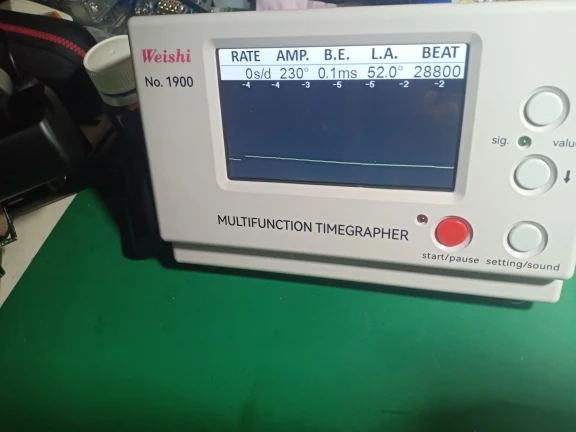 Weishi
No. 1900
RATE AMP. B.E. L.A. BEAT
0s/d 230° 0.1ms 52.0° 28800
-4 -4 -3 -5 -5 -2 -2
sig.
MULTIFUNCTION TIMEGRAPHER
start/pause setting/sound